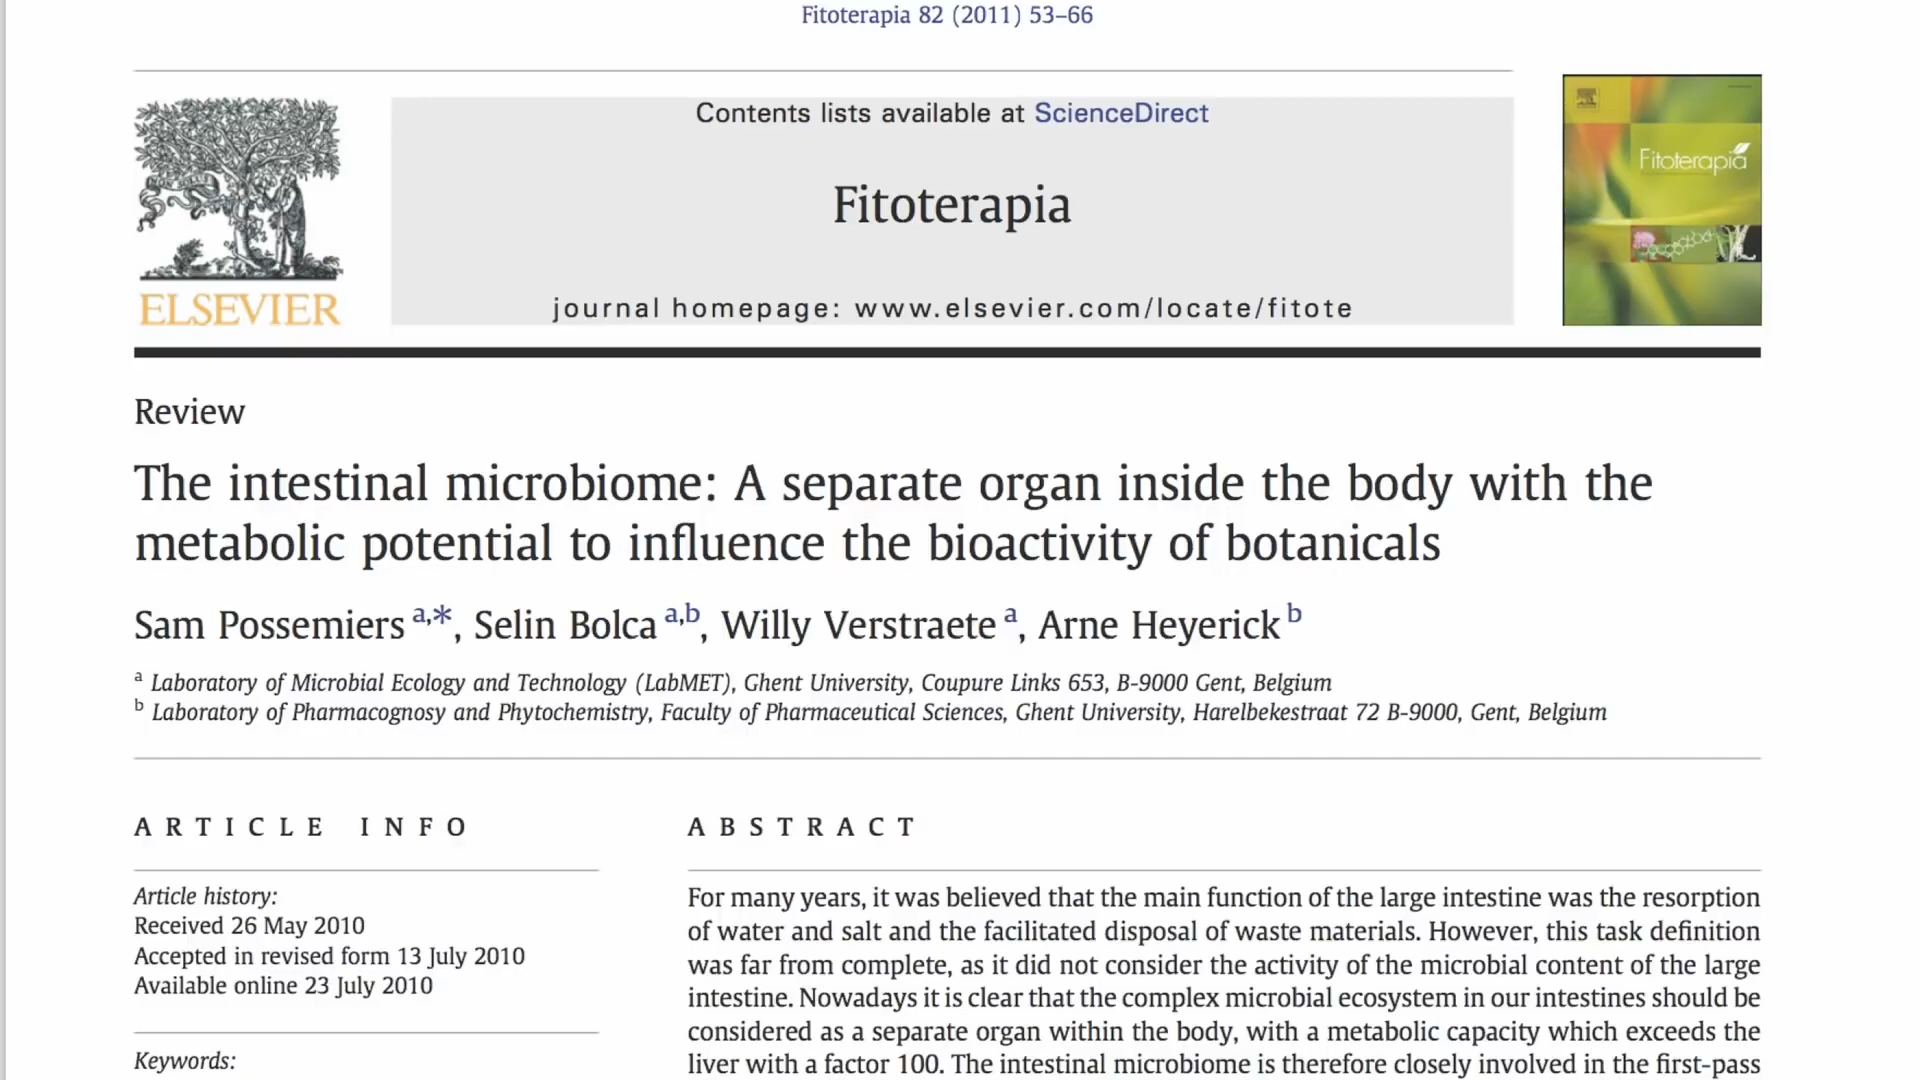 Fitoterapia 82 (2011) 53–66
Contents lists available at ScienceDirect
Fitoterapia
journal homepage: www.elsevier.com/locate/fitote
NON SOLUS
ELSEVIER
Fitoterapia
Review
The intestinal microbiome: A separate organ inside the body with the
metabolic potential to influence the bioactivity of botanicals
Sam Possemiers a,*, Selin Bolca a,b, Willy Verstraete a, Arne Heyerick b
a Laboratory of Microbial Ecology and Technology (LabMET), Ghent University, Coupure Links 653, B-9000 Gent, Belgium
b Laboratory of Pharmacognosy and Phytochemistry, Faculty of Pharmaceutical Sciences, Ghent University, Harelbekestraat 72 B-9000, Gent, Belgium
ARTICLE INFO
Article history:
Received 26 May 2010
Accepted in revised form 13 July 2010
Available online 23 July 2010
Keywords:
ABSTRACT
For many years, it was believed that the main function of the large intestine was the resorption
of water and salt and the facilitated disposal of waste materials. However, this task definition
was far from complete, as it did not consider the activity of the microbial content of the large
intestine. Nowadays it is clear that the complex microbial ecosystem in our intestines should be
considered as a separate organ within the body, with a metabolic capacity which exceeds the
liver with a factor 100. The intestinal microbiome is therefore closely involved in the first-pass